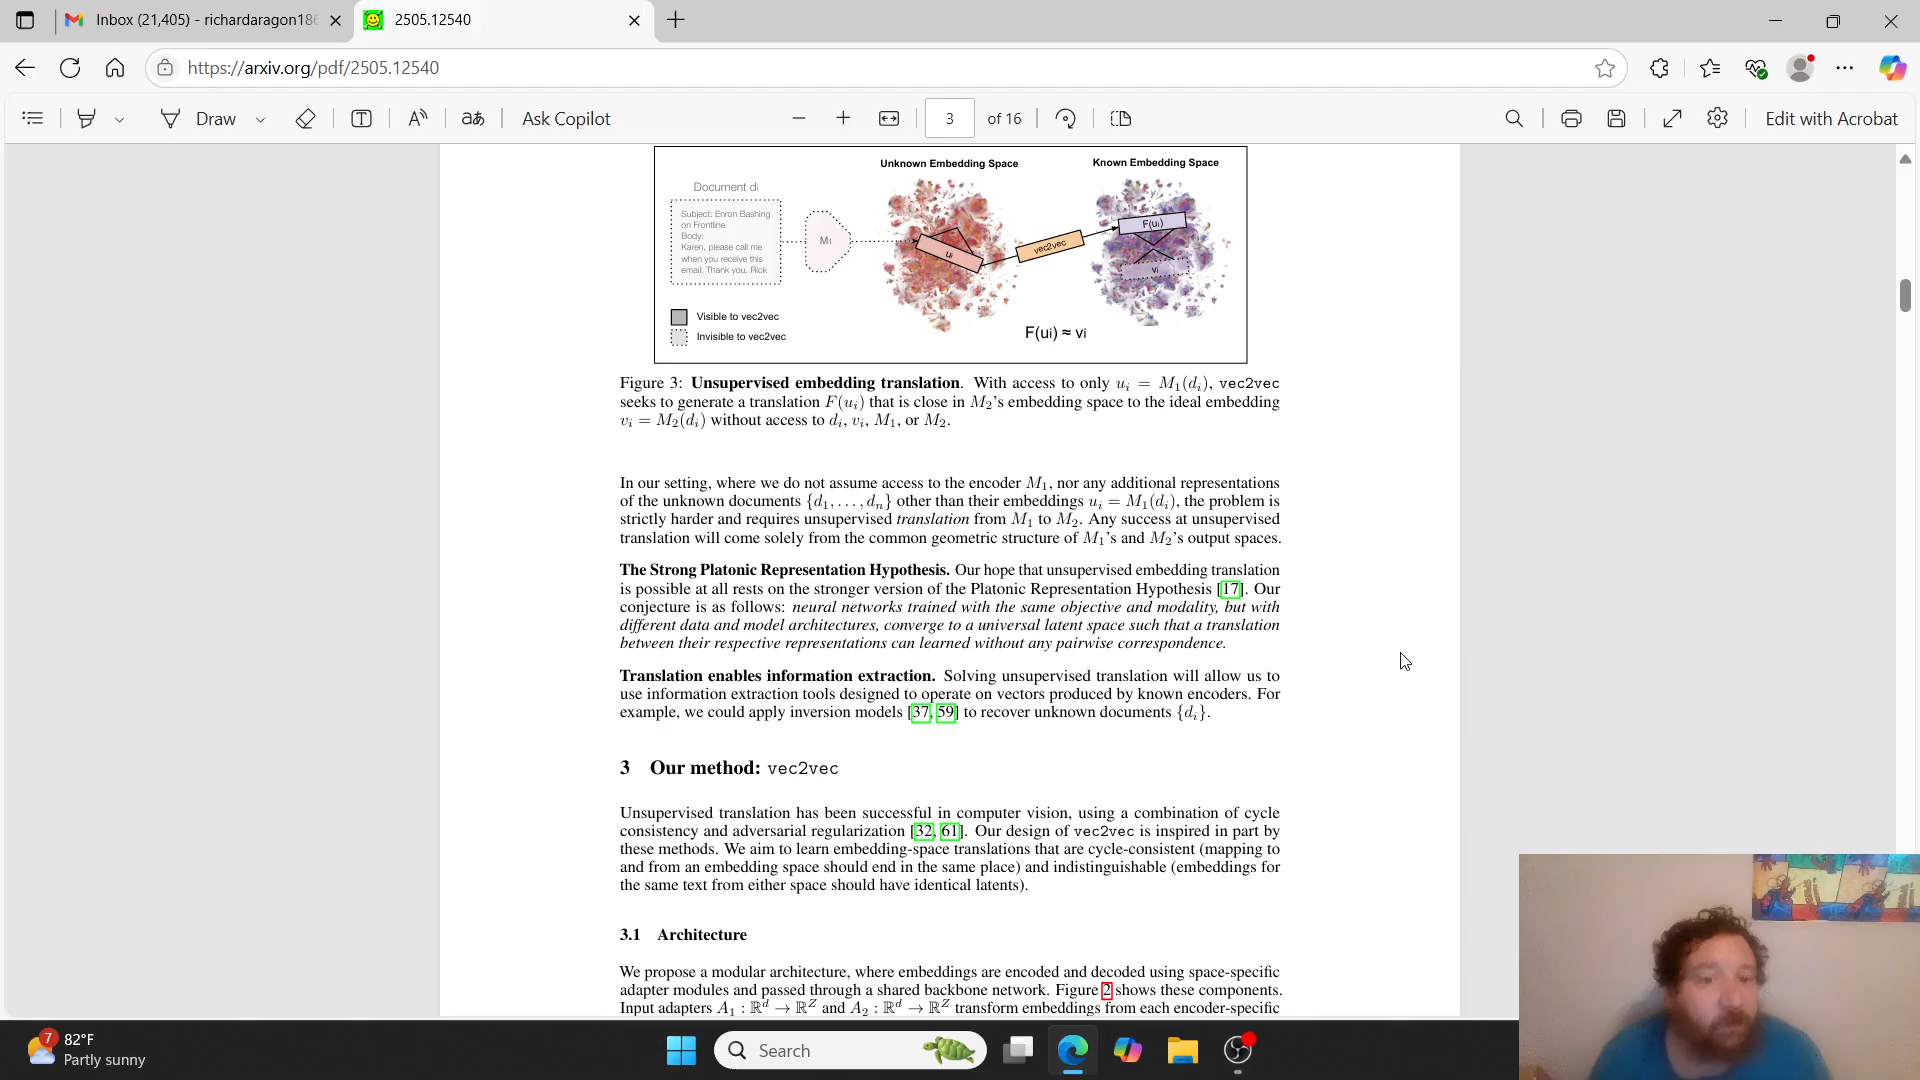 Inbox (21,405) - richardaragon186
2505.12540
https://arxiv.org/pdf/2505.12540
Draw
Ask Copilot
3 of 16
Edit with Acrobat
Unknown Embedding Space
Known Embedding Space
Document di
Subject: Enron Bashing
on Frontline
Body:
Karen, please call me
when you receive this
email. Thank you. Rick
M1
ui
vec2vec
F(ui)
vi
Visible to vec2vec
Invisible to vec2vec
F(ui) ≈ vi
Figure 3: Unsupervised embedding translation. With access to only uᵢ = M₁(dᵢ), vec2vec
seeks to generate a translation F(uᵢ) that is close in M₂'s embedding space to the ideal embedding
vᵢ = M₂(dᵢ) without access to dᵢ, vᵢ, M₁, or M₂.
In our setting, where we do not assume access to the encoder M₁, nor any additional representations
of the unknown documents {d₁, . . . , dₙ} other than their embeddings uᵢ = M₁(dᵢ), the problem is
strictly harder and requires unsupervised translation from M₁ to M₂. Any success at unsupervised
translation will come solely from the common geometric structure of M₁'s and M₂'s output spaces.
The Strong Platonic Representation Hypothesis. Our hope that unsupervised embedding translation
is possible at all rests on the stronger version of the Platonic Representation Hypothesis [17]. Our
conjecture is as follows: neural networks trained with the same objective and modality, but with
different data and model architectures, converge to a universal latent space such that a translation
between their respective representations can learned without any pairwise correspondence.
Translation enables information extraction. Solving unsupervised translation will allow us to
use information extraction tools designed to operate on vectors produced by known encoders. For
example, we could apply inversion models [37, 59] to recover unknown documents {dᵢ}.
3 Our method: vec2vec
Unsupervised translation has been successful in computer vision, using a combination of cycle
consistency and adversarial regularization [32, 61]. Our design of vec2vec is inspired in part by
these methods. We aim to learn embedding-space translations that are cycle-consistent (mapping to
and from an embedding space should end in the same place) and indistinguishable (embeddings for
the same text from either space should have identical latents).
3.1 Architecture
We propose a modular architecture, where embeddings are encoded and decoded using space-specific
adapter modules and passed through a shared backbone network. Figure 2 shows these components.
Input adapters A₁ : ℝᵈ → ℝᶻ and A₂ : ℝᵈ → ℝᶻ transform embeddings from each encoder-specific
7
82°F
Partly sunny
Search